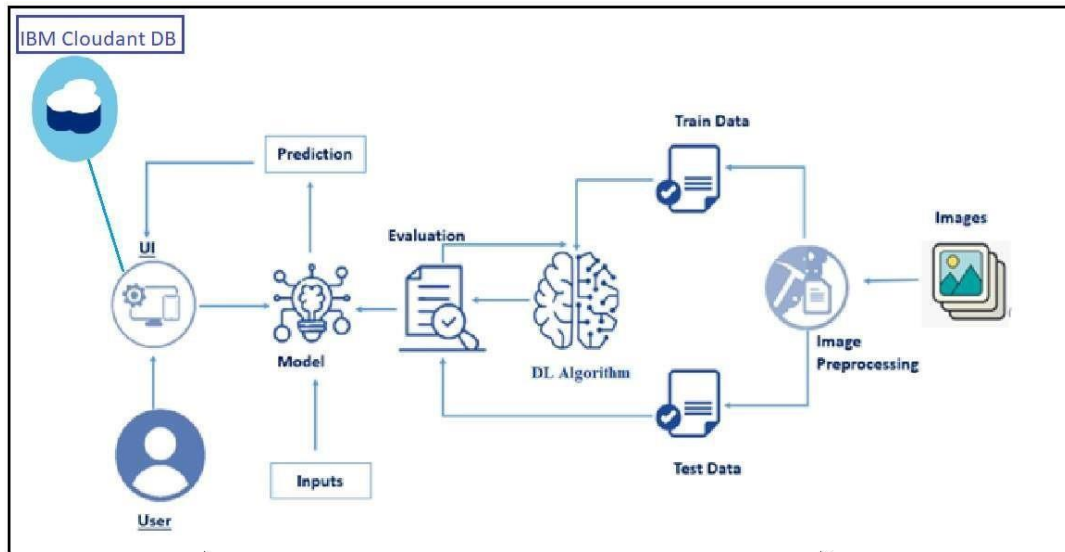 IBM Cloudant DB
Train Data
Prediction
Images
Evaluation
UI
Model
DL Algorithm
Image
Preprocessing
Test Data
Inputs
User